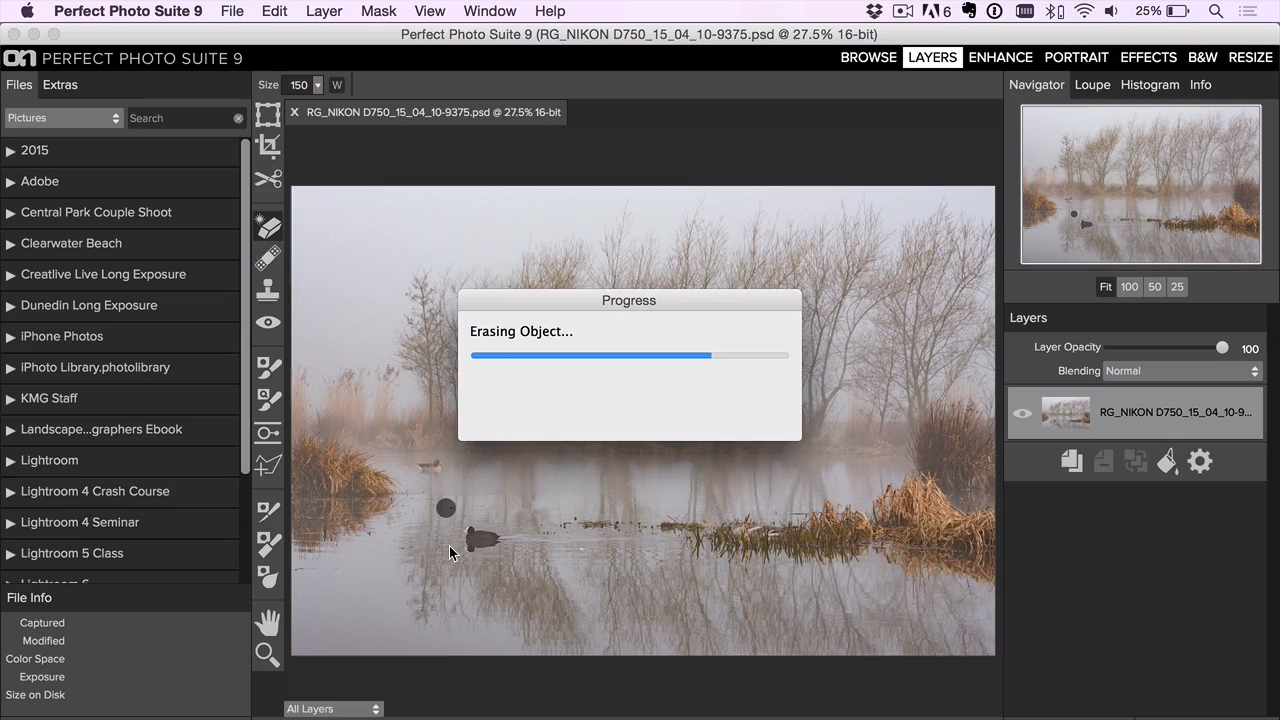 Perfect Photo Suite 9 File Edit Layer Mask View Window Help 6 25%
Perfect Photo Suite 9 (RG_NIKON D750_15_04_10-9375.psd @ 27.5% 16-bit)
on PERFECT PHOTO SUITE 9 BROWSE LAYERS ENHANCE PORTRAIT EFFECTS B&W RESIZE
Files Extras
Size 150 W
Navigator Loupe Histogram Info
Pictures Search
X RG_NIKON D750_15_04_10-9375.psd @ 27.5% 16-bit
2015
Adobe
Central Park Couple Shoot
Clearwater Beach
Creatlive Live Long Exposure
Dunedin Long Exposure
iPhone Photos
iPhoto Library.photolibrary
KMG Staff
Landscape...graphers Ebook
Lightroom
Lightroom 4 Crash Course
Lightroom 4 Seminar
Lightroom 5 Class
File Info
Captured
Modified
Color Space
Exposure
Size on Disk
Progress
Erasing Object...
All Layers
Fit 100 50 25
Layers
Layer Opacity 100
Blending Normal
RG_NIKON D750_15_04_10-9...